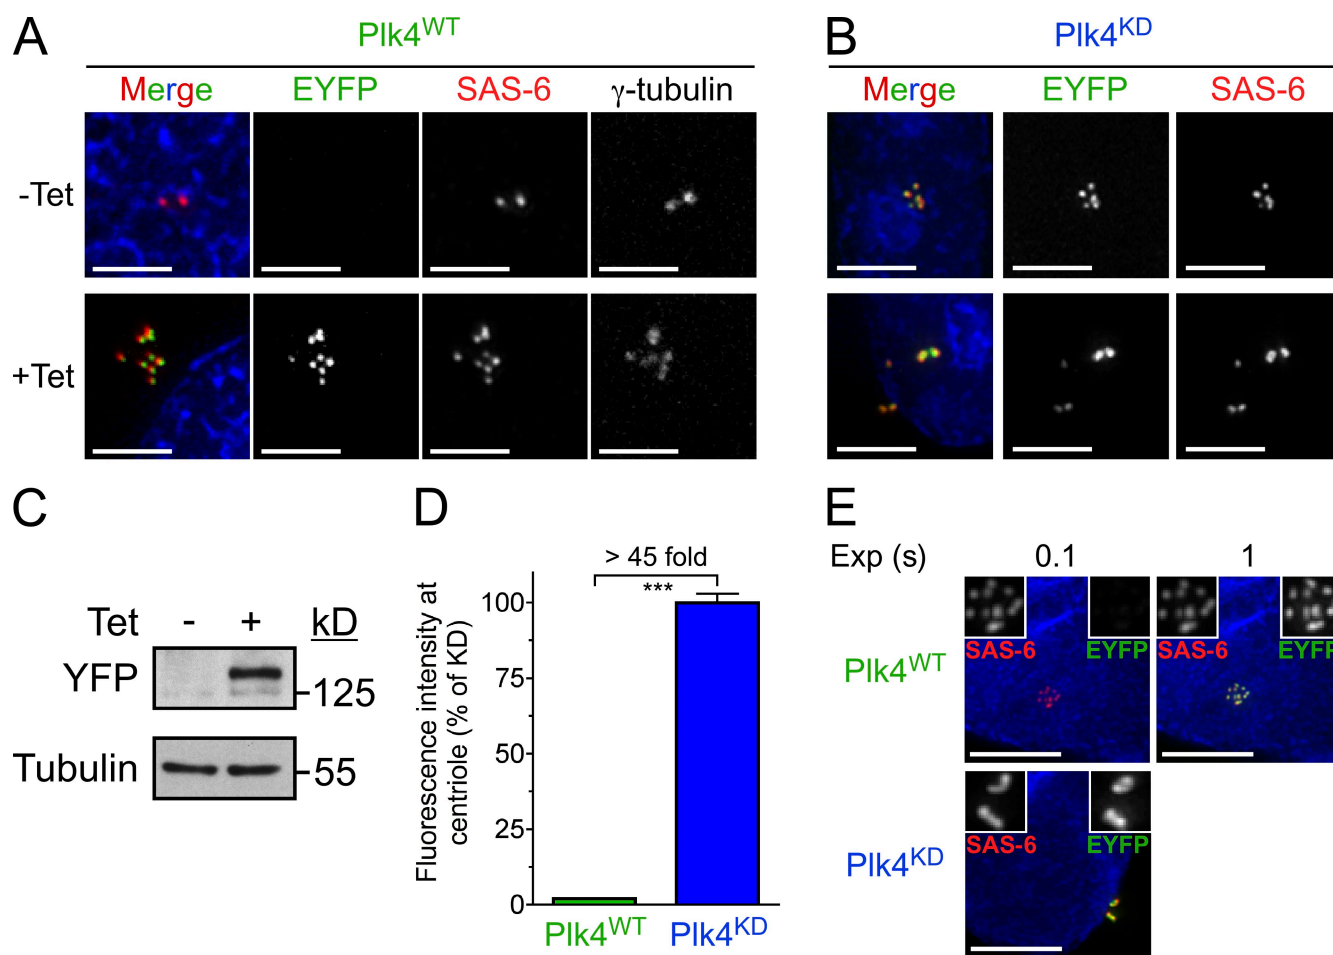 A
Plk4WT
Merge EYFP SAS-6 γ-tubulin
-Tet
+Tet
B
Plk4KD
Merge EYFP SAS-6
C
Tet - + kD
YFP
125
Tubulin
55
D
> 45 fold
***
Fluorescence intensity at
centriole (% of KD)
100
75
50
25
0
Plk4WT Plk4KD
E
Exp (s) 0.1 1
Plk4WT
SAS-6 EYFP SAS-6 EYFP
Plk4KD
SAS-6 EYFP